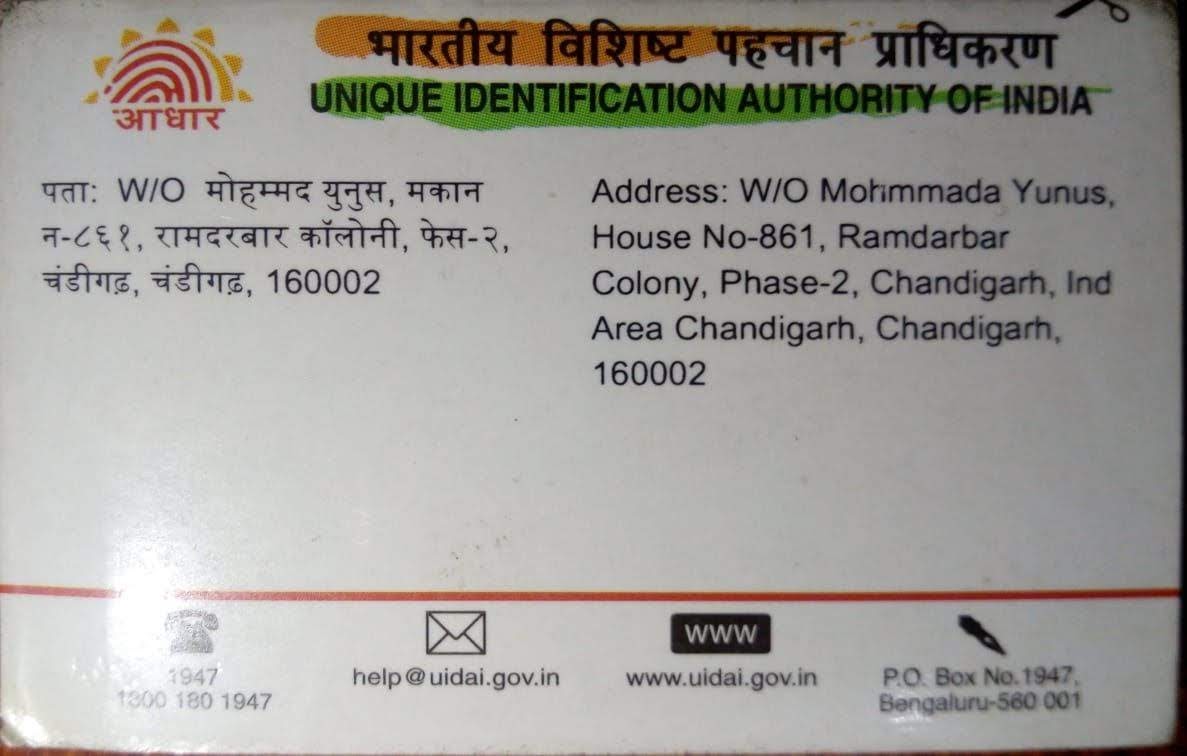 आधार
भारतीय विशिष्ट पहचान प्राधिकरण
UNIQUE IDENTIFICATION AUTHORITY OF INDIA
पता: W/O मोहम्मद युनुस, मकान
न-८६१, रामदरबार कॉलोनी, फेस-२,
चंडीगढ़, चंडीगढ़, 160002
Address: W/O Mohmmada Yunus,
House No-861, Ramdarbar
Colony, Phase-2, Chandigarh, Ind
Area Chandigarh, Chandigarh,
160002
1947
1800 180 1947
help@uidai.gov.in
www
www.uidai.gov.in
P.O. Box No.1947,
Bengaluru-560 001